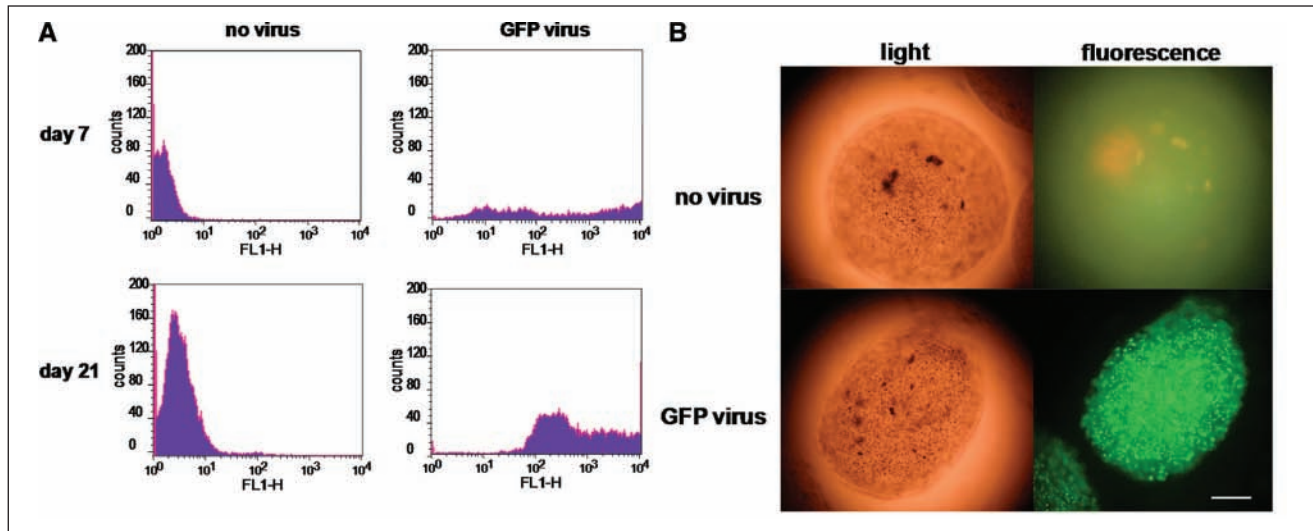 A
no virus
GFP virus
day 7
counts
200
160
120
80
40
0
10⁰ 10¹ 10² 10³ 10⁴
FL1-H
counts
200
160
120
80
40
0
10⁰ 10¹ 10² 10³ 10⁴
FL1-H
day 21
counts
200
160
120
80
40
0
10⁰ 10¹ 10² 10³ 10⁴
FL1-H
counts
200
160
120
80
40
0
10⁰ 10¹ 10² 10³ 10⁴
FL1-H
B
light
fluorescence
no virus
GFP virus